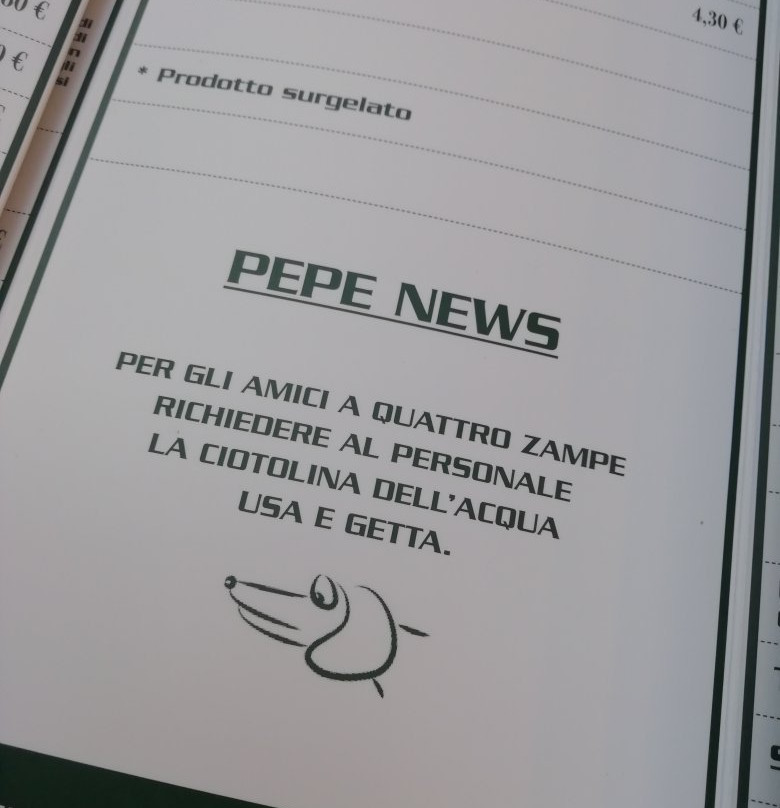 4,30 €
* Prodotto surgelato
PEPE NEWS
PER GLI AMICI A QUATTRO ZAMPE
RICHIEDERE AL PERSONALE
LA CIOTOLINA DELL'ACQUA
USA E GETTA.